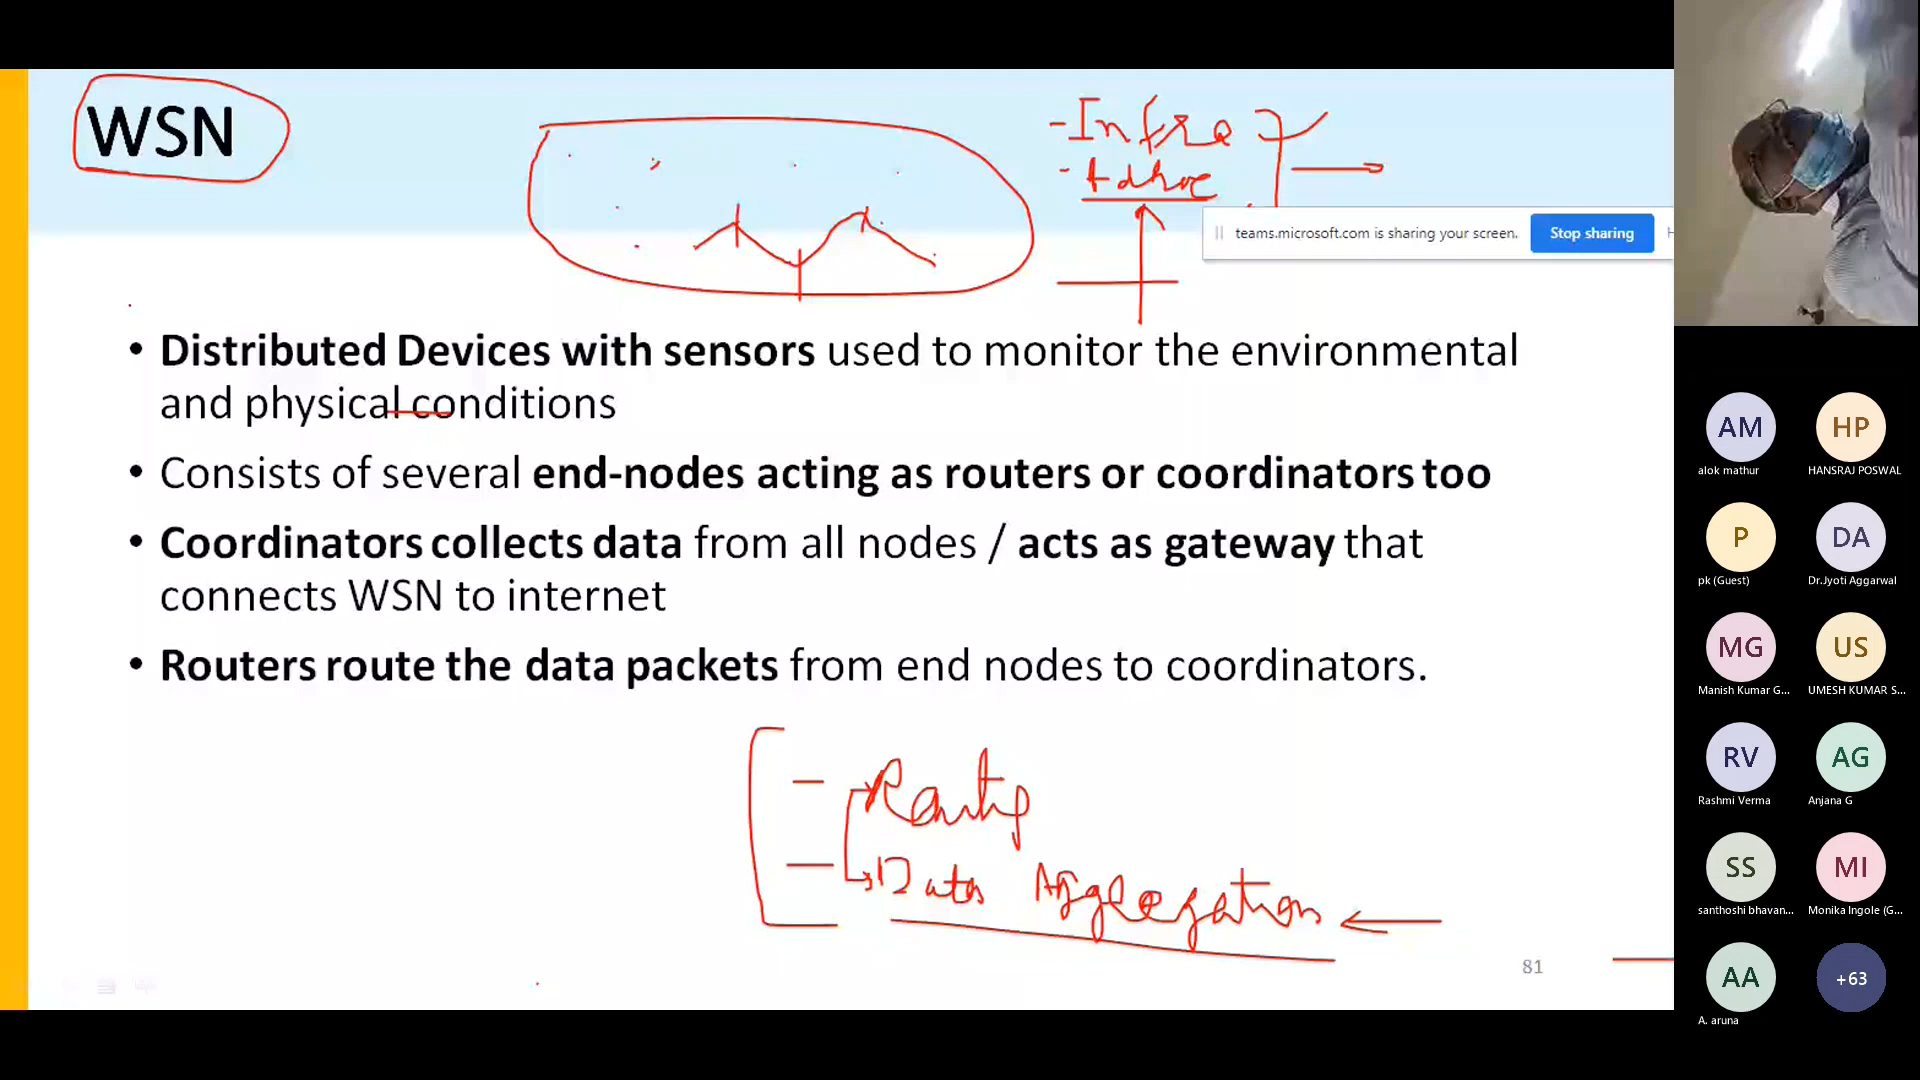 WSN
-Infra
-Adhoc
teams.microsoft.com is sharing your screen.
Stop sharing
• Distributed Devices with sensors used to monitor the environmental
and physical conditions
• Consists of several end-nodes acting as routers or coordinators too
• Coordinators collects data from all nodes / acts as gateway that
connects WSN to internet
• Routers route the data packets from end nodes to coordinators.
Data Aggregation
81
AM
alok mathur
HP
HANSRAJ POSWAL
P
pk (Guest)
DA
Dr.Jyoti Aggarwal
MG
Manish Kumar G...
US
UMESH KUMAR S...
RV
Rashmi Verma
AG
Anjana G
SS
santhoshi bhavan...
MI
Monika Ingole (G...
AA
A. aruna
+63